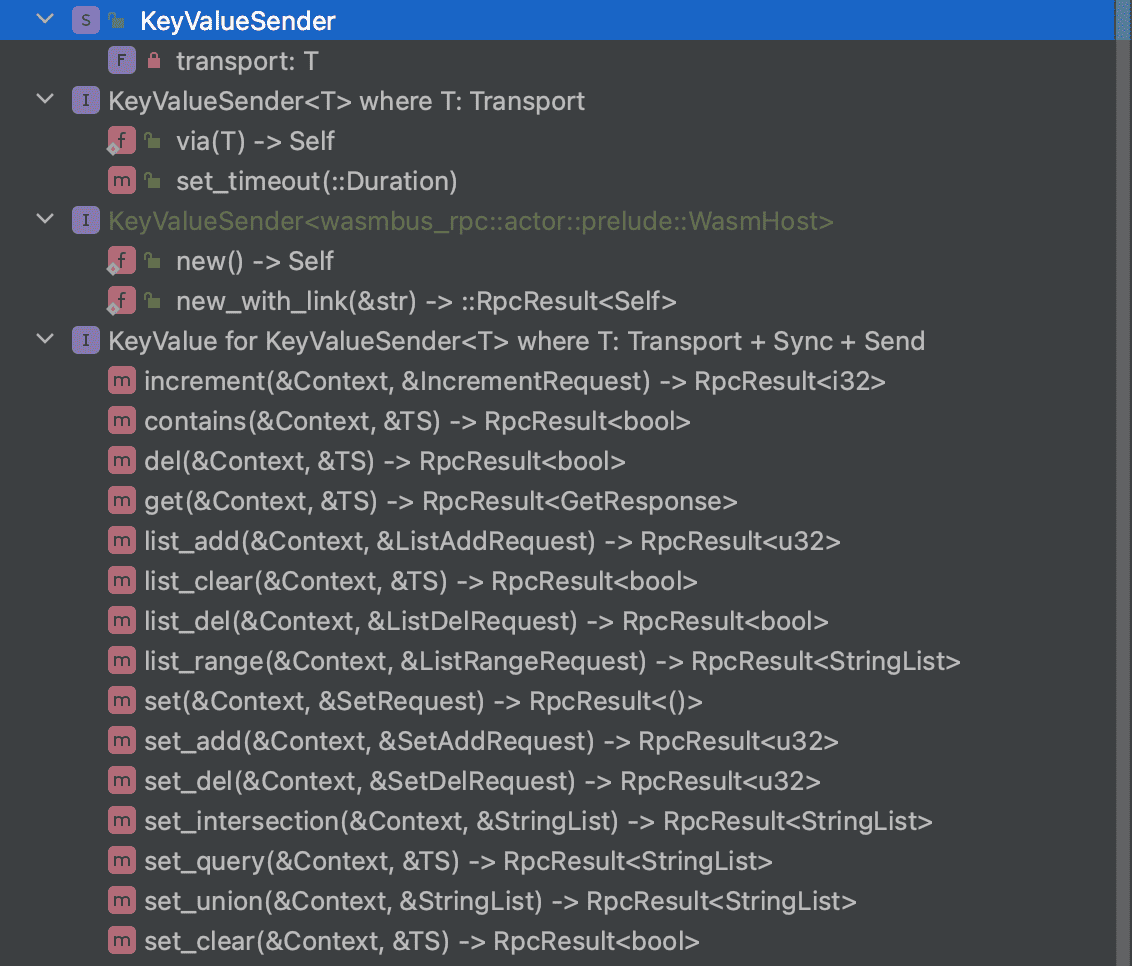 S KeyValueSender
F transport: T
I KeyValueSender<T> where T: Transport
f via(T) -> Self
m set_timeout(::Duration)
I KeyValueSender<wasmbus_rpc::actor::prelude::WasmHost>
f new() -> Self
f new_with_link(&str) -> ::RpcResult<Self>
I KeyValue for KeyValueSender<T> where T: Transport + Sync + Send
m increment(&Context, &IncrementRequest) -> RpcResult<i32>
m contains(&Context, &TS) -> RpcResult<bool>
m del(&Context, &TS) -> RpcResult<bool>
m get(&Context, &TS) -> RpcResult<GetResponse>
m list_add(&Context, &ListAddRequest) -> RpcResult<u32>
m list_clear(&Context, &TS) -> RpcResult<bool>
m list_del(&Context, &ListDelRequest) -> RpcResult<bool>
m list_range(&Context, &ListRangeRequest) -> RpcResult<StringList>
m set(&Context, &SetRequest) -> RpcResult<()>
m set_add(&Context, &SetAddRequest) -> RpcResult<u32>
m set_del(&Context, &SetDelRequest) -> RpcResult<u32>
m set_intersection(&Context, &StringList) -> RpcResult<StringList>
m set_query(&Context, &TS) -> RpcResult<StringList>
m set_union(&Context, &StringList) -> RpcResult<StringList>
m set_clear(&Context, &TS) -> RpcResult<bool>